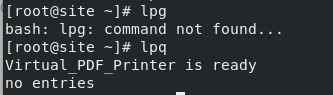 [root@site ~]# lpg
bash: lpg: command not found...
[root@site ~]# lpq
Virtual_PDF_Printer is ready
no entries